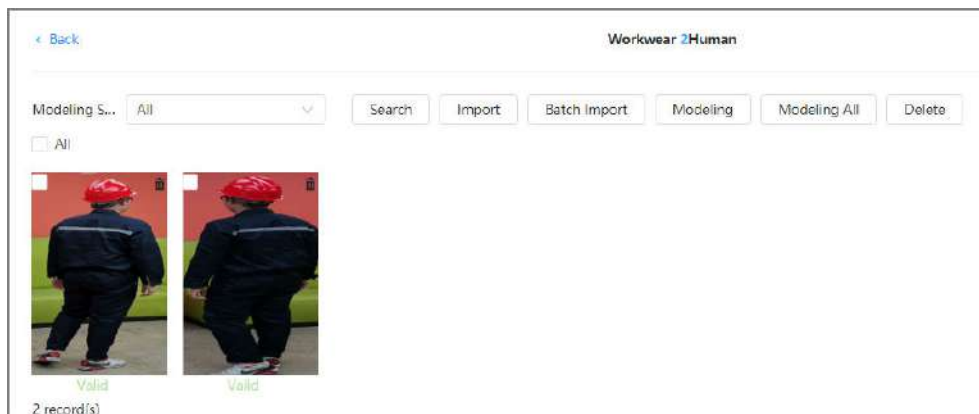 < Back
Workwear 2Human
Modeling S... All Search Import Batch Import Modeling Modeling All Delete
All
Valid Valid
2 record(s)